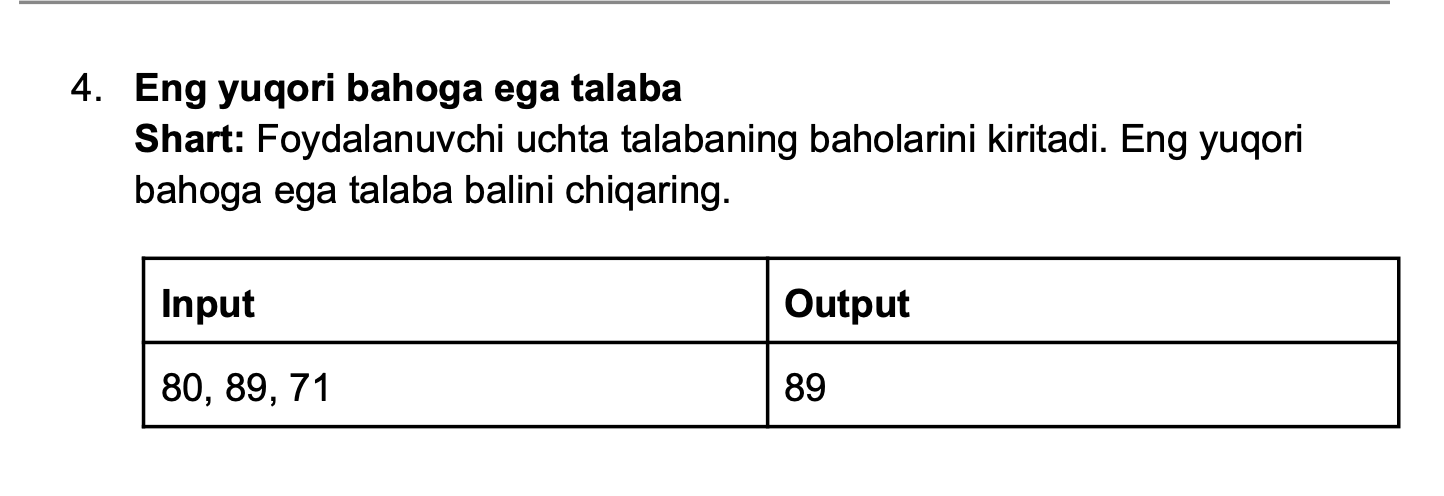 4. Eng yuqori bahoga ega talaba
Shart: Foydalanuvchi uchta talabaning baholarini kiritadi. Eng yuqori
bahoga ega talaba balini chiqaring.
Input Output
80, 89, 71 89